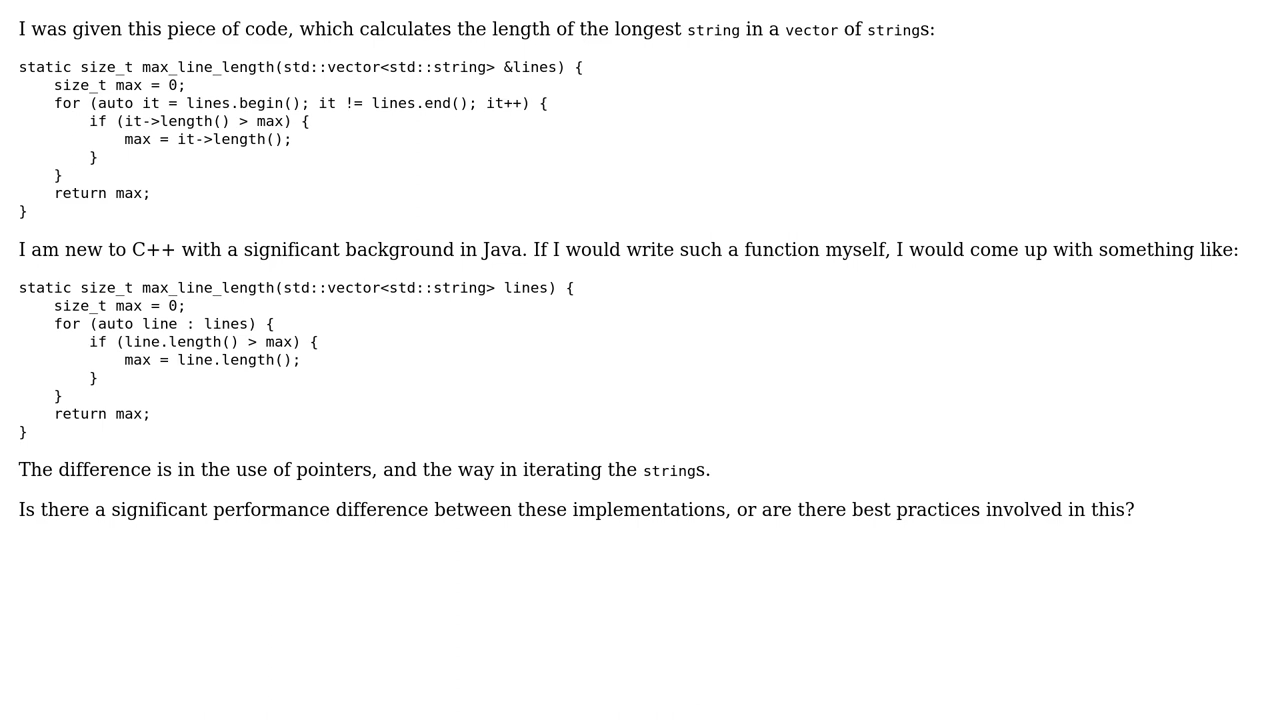 I was given this piece of code, which calculates the length of the longest string in a vector of strings:
static size_t max_line_length(std::vector<std::string> &lines) {
    size_t max = 0;
    for (auto it = lines.begin(); it != lines.end(); it++) {
        if (it->length() > max) {
            max = it->length();
        }
    }
    return max;
}
I am new to C++ with a significant background in Java. If I would write such a function myself, I would come up with something like:
static size_t max_line_length(std::vector<std::string> lines) {
    size_t max = 0;
    for (auto line : lines) {
        if (line.length() > max) {
            max = line.length();
        }
    }
    return max;
}
The difference is in the use of pointers, and the way in iterating the strings.
Is there a significant performance difference between these implementations, or are there best practices involved in this?